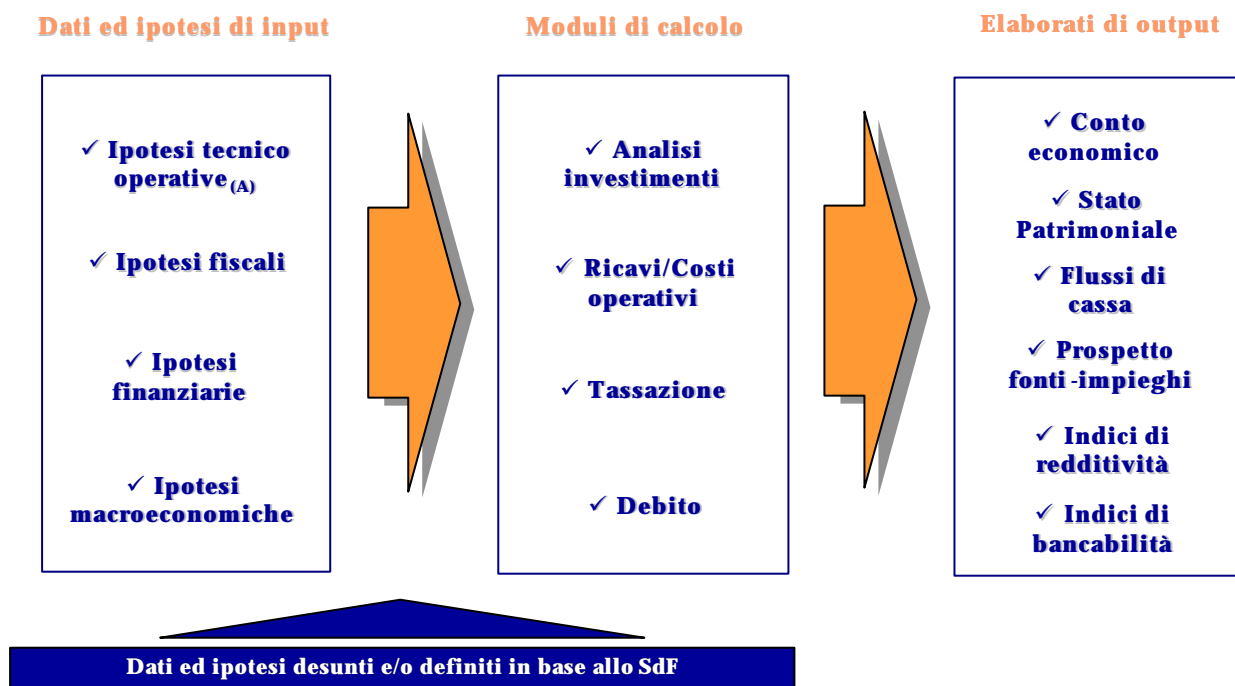 Dati ed ipotesi di input
Moduli di calcolo
Elaborati di output
✓ Ipotesi tecnico
operative (A)
✓ Ipotesi fiscali
✓ Ipotesi
finanziarie
✓ Ipotesi
macroeconomiche
✓ Analisi
investimenti
✓ Ricavi/Costi
operativi
✓ Tassazione
✓ Debito
✓ Conto
economico
✓ Stato
Patrimoniale
✓ Flussi di
cassa
✓ Prospetto
fonti-impieghi
✓ Indici di
redditività
✓ Indici di
bancabilità
Dati ed ipotesi desunti e/o definiti in base allo SdF